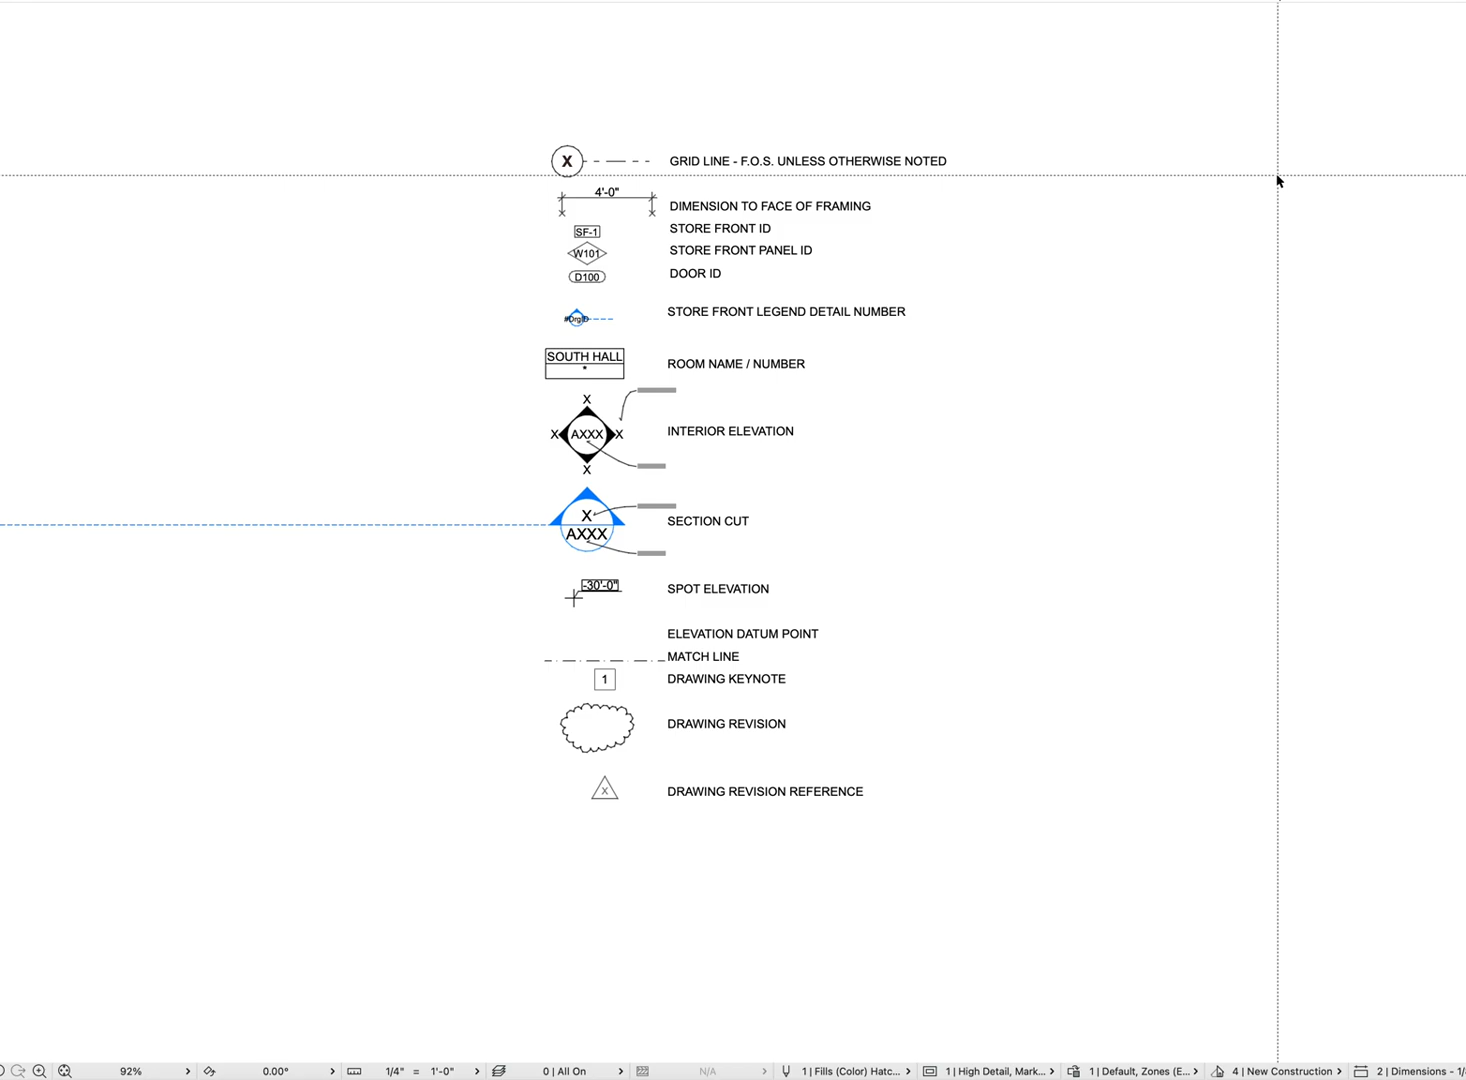 X
GRID LINE - F.O.S. UNLESS OTHERWISE NOTED
4'-0"
DIMENSION TO FACE OF FRAMING
SF-1
STORE FRONT ID
W101
STORE FRONT PANEL ID
D100
DOOR ID
#DrgID
STORE FRONT LEGEND DETAIL NUMBER
SOUTH HALL
*
ROOM NAME / NUMBER
X
X AXXX X
INTERIOR ELEVATION
X
X
SECTION CUT
AXXX
-30'-0"
SPOT ELEVATION
ELEVATION DATUM POINT
MATCH LINE
1
DRAWING KEYNOTE
DRAWING REVISION
X
DRAWING REVISION REFERENCE
92% 0.00° 1/4" = 1'-0" 0 | All On N/A 1 | Fills (Color) Hatc... 1 | High Detail, Mark... 1 | Default, Zones (E... 4 | New Construction 2 | Dimensions - 1/